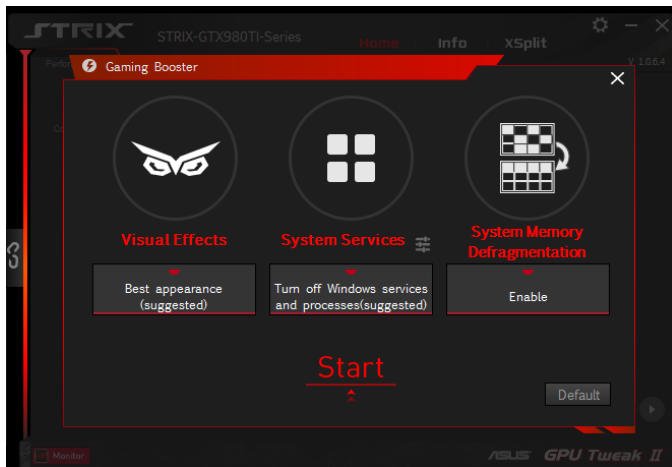 STRIX
STRIX-GTX980TI-Series
Home
Info
XSplit
V 1.0.6.4
Gaming Booster
Visual Effects
System Services
System Memory
Defragmentation
Best appearance
(suggested)
Turn off Windows services
and processes(suggested)
Enable
Start
Default
Monitor
ASUS GPU Tweak II